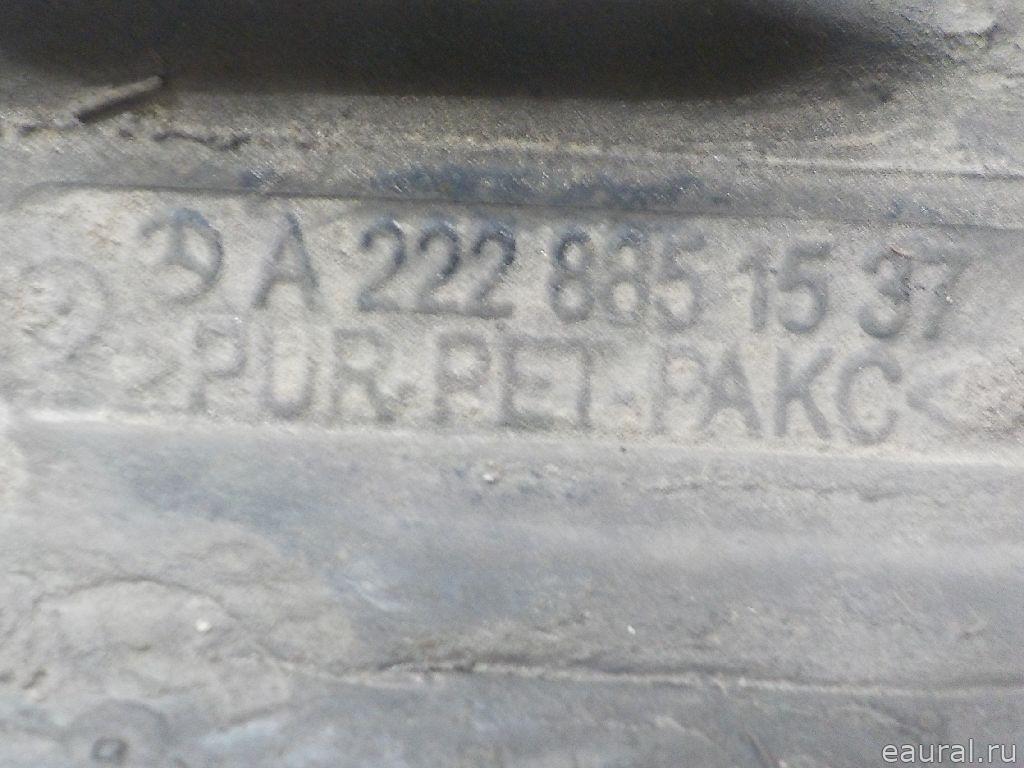 A 222 885 15 37
>PUR-PET-PAKC<
eaural.ru